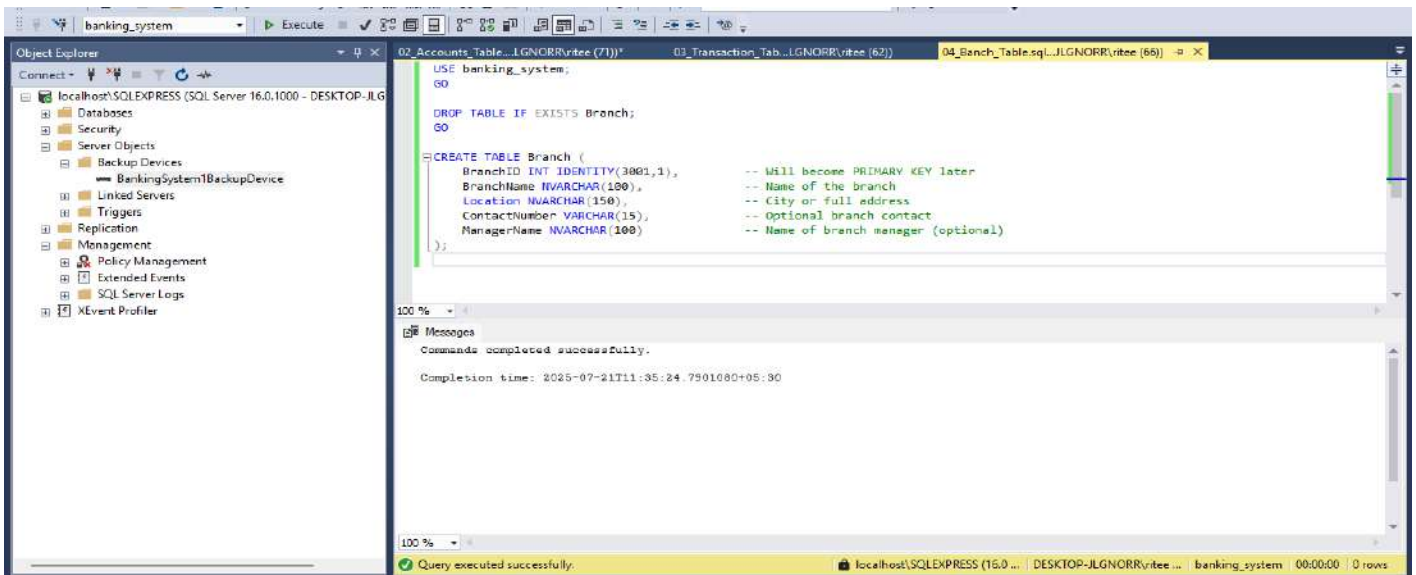 banking_system
Execute
Object Explorer
Connect
localhost\SQLEXPRESS (SQL Server 16.0.1000 - DESKTOP-JLG
Databases
Security
Server Objects
Backup Devices
BankingSystem1BackupDevice
Linked Servers
Triggers
Replication
Management
Policy Management
Extended Events
SQL Server Logs
XEvent Profiler
02_Accounts_Table...LGNORR\ritee (71))*
03_Transaction_Tab...LGNORR\ritee (62))
04_Banch_Table.sql...JLGNORR\ritee (66))
USE banking_system;
GO
DROP TABLE IF EXISTS Branch;
GO
CREATE TABLE Branch (
BranchID INT IDENTITY(3001,1), -- Will become PRIMARY KEY later
BranchName NVARCHAR(100), -- Name of the branch
Location NVARCHAR(150), -- City or full address
ContactNumber VARCHAR(15), -- Optional branch contact
ManagerName NVARCHAR(100) -- Name of branch manager (optional)
);
100 %
Messages
Commands completed successfully.
Completion time: 2025-07-21T11:35:24.7901080+05:30
100 %
Query executed successfully.
localhost\SQLEXPRESS (16.0 ...
DESKTOP-JLGNORR\ritee ...
banking_system
00:00:00
0 rows